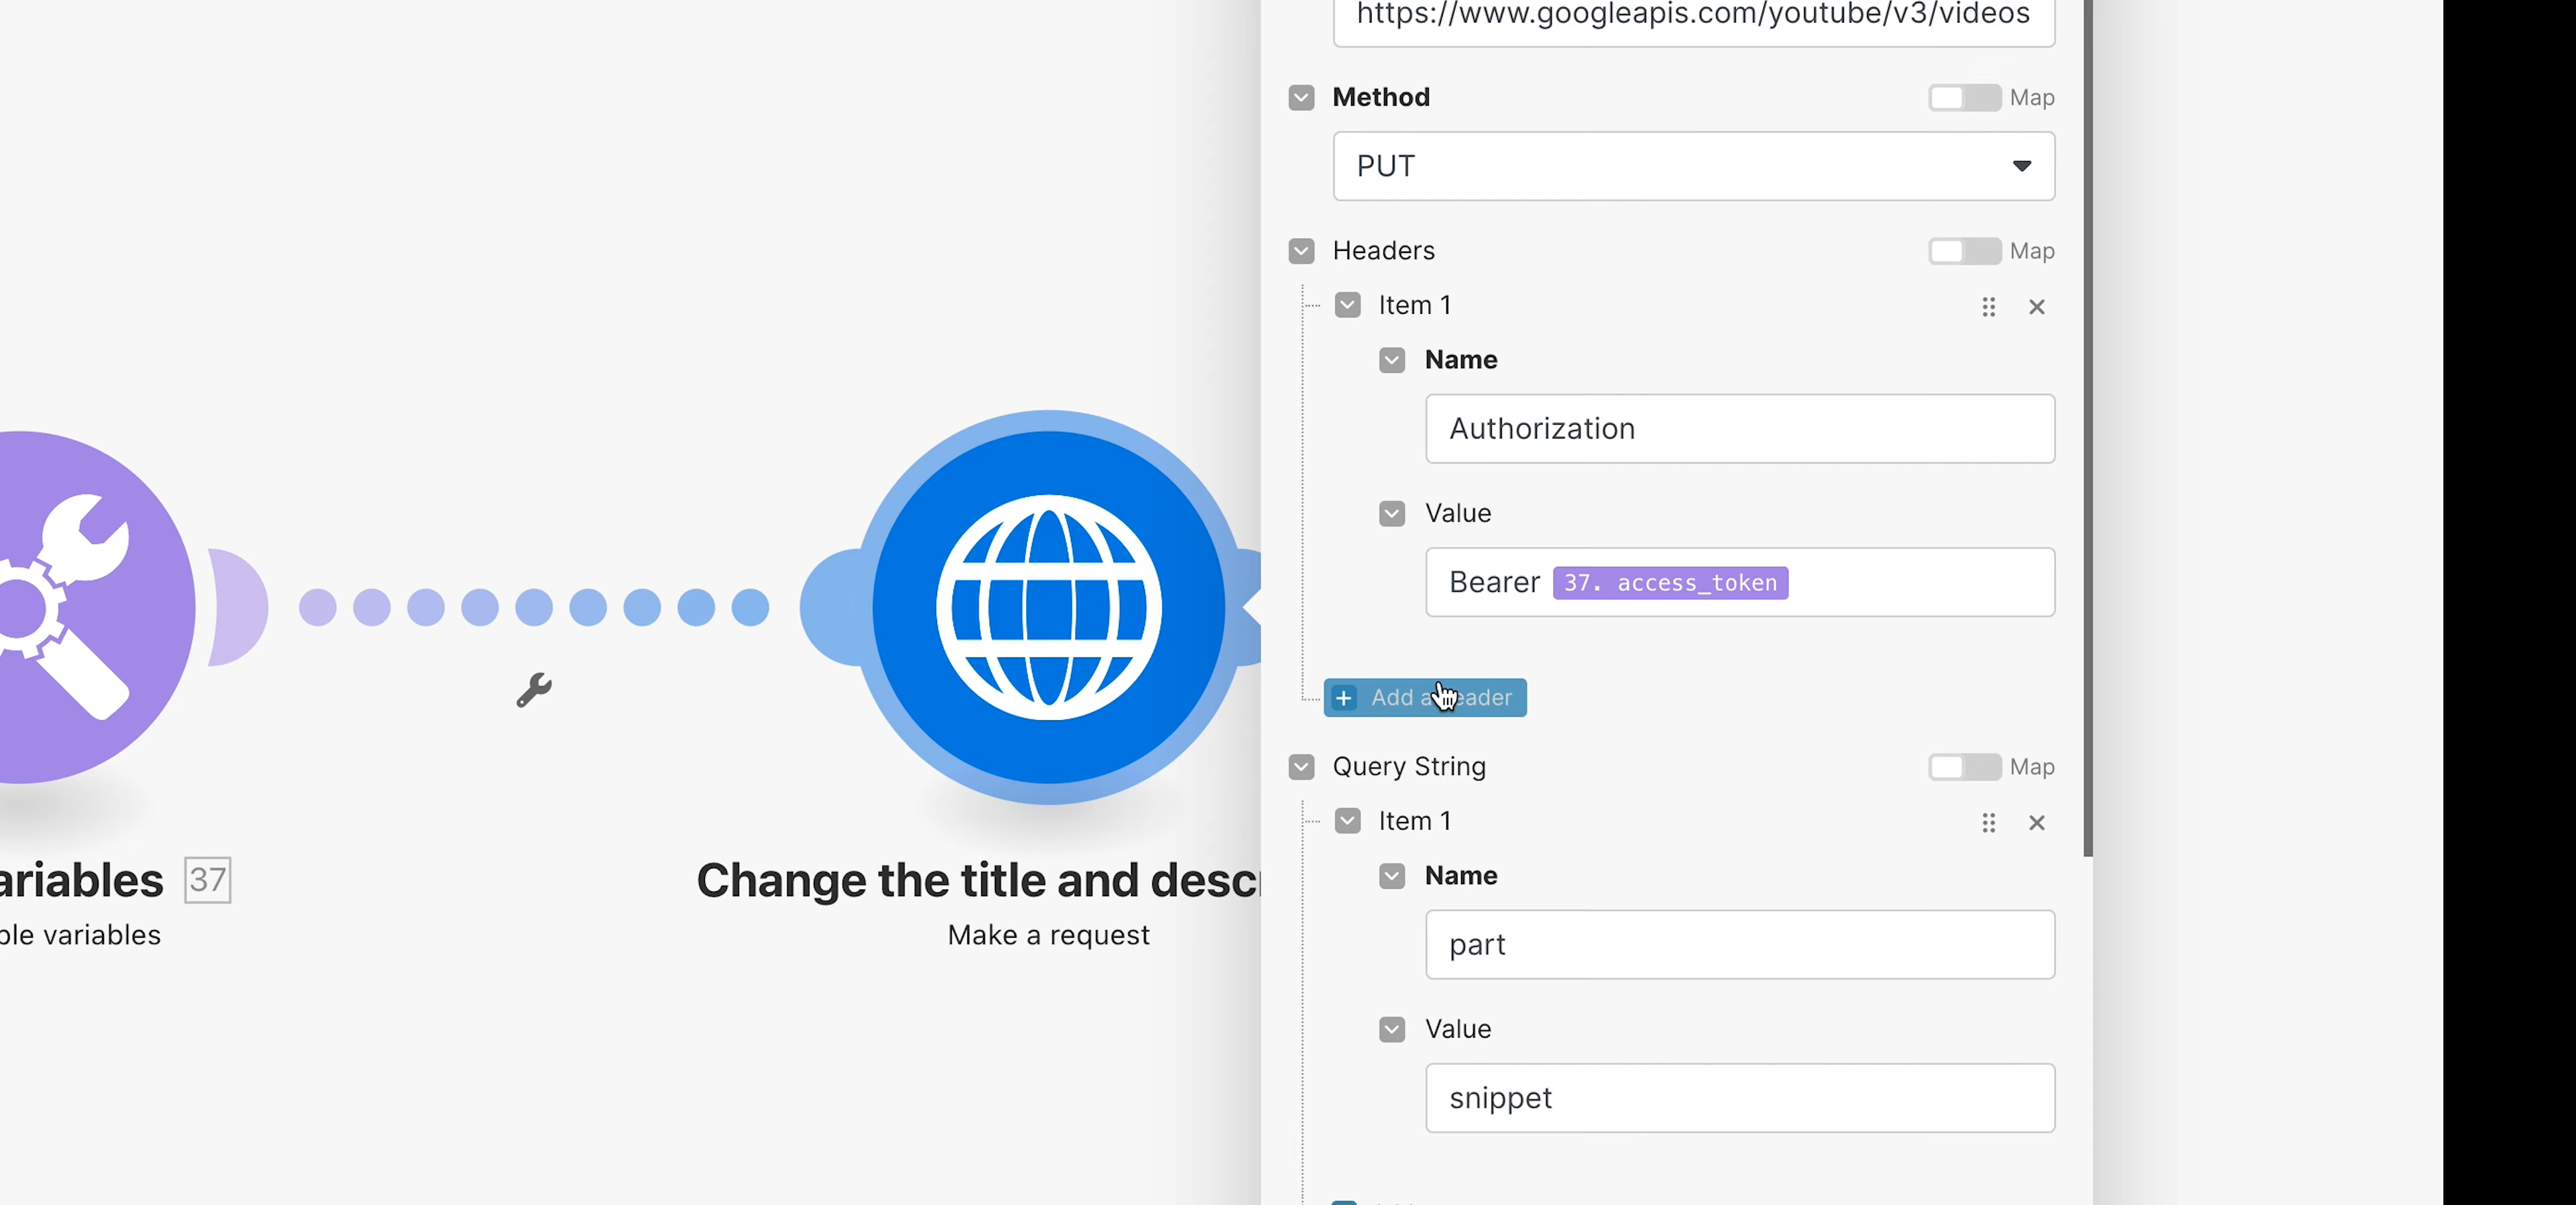 https://www.googleapis.com/youtube/v3/videos
Method
Map
PUT
Headers
Map
Item 1
Name
Authorization
Value
Bearer 37. access_token
Add a
Query String
Map
Item 1
Name
part
Value
snippet
ariables 37
ple variables
Change the title and desc
Make a request